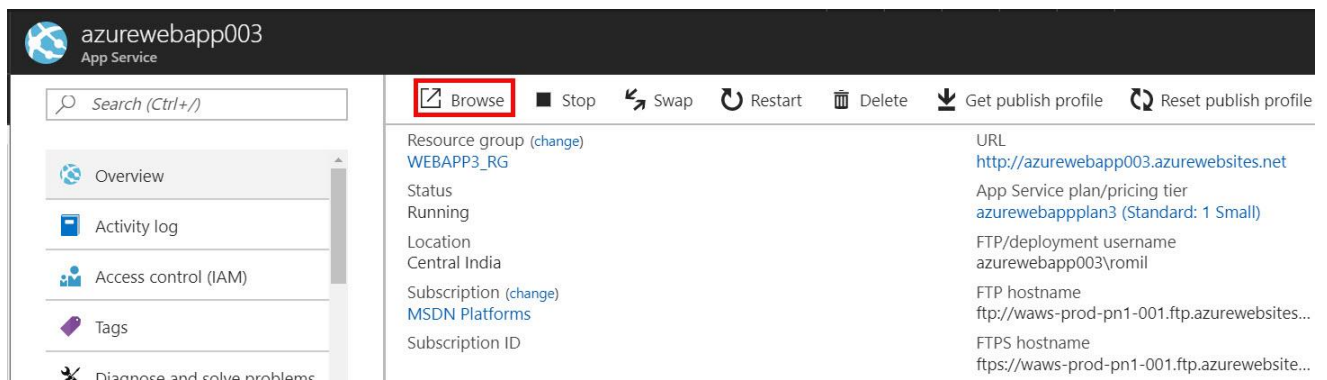 azurewebapp003
App Service
Search (Ctrl+/)
Overview
Activity log
Access control (IAM)
Tags
Diagnose and solve problems
Browse Stop Swap Restart Delete Get publish profile Reset publish profile
Resource group (change)
WEBAPP3_RG
Status
Running
Location
Central India
Subscription (change)
MSDN Platforms
Subscription ID
URL
http://azurewebapp003.azurewebsites.net
App Service plan/pricing tier
azurewebappplan3 (Standard: 1 Small)
FTP/deployment username
azurewebapp003\romil
FTP hostname
ftp://waws-prod-pn1-001.ftp.azurewebsites...
FTPS hostname
ftps://waws-prod-pn1-001.ftp.azurewebsite...